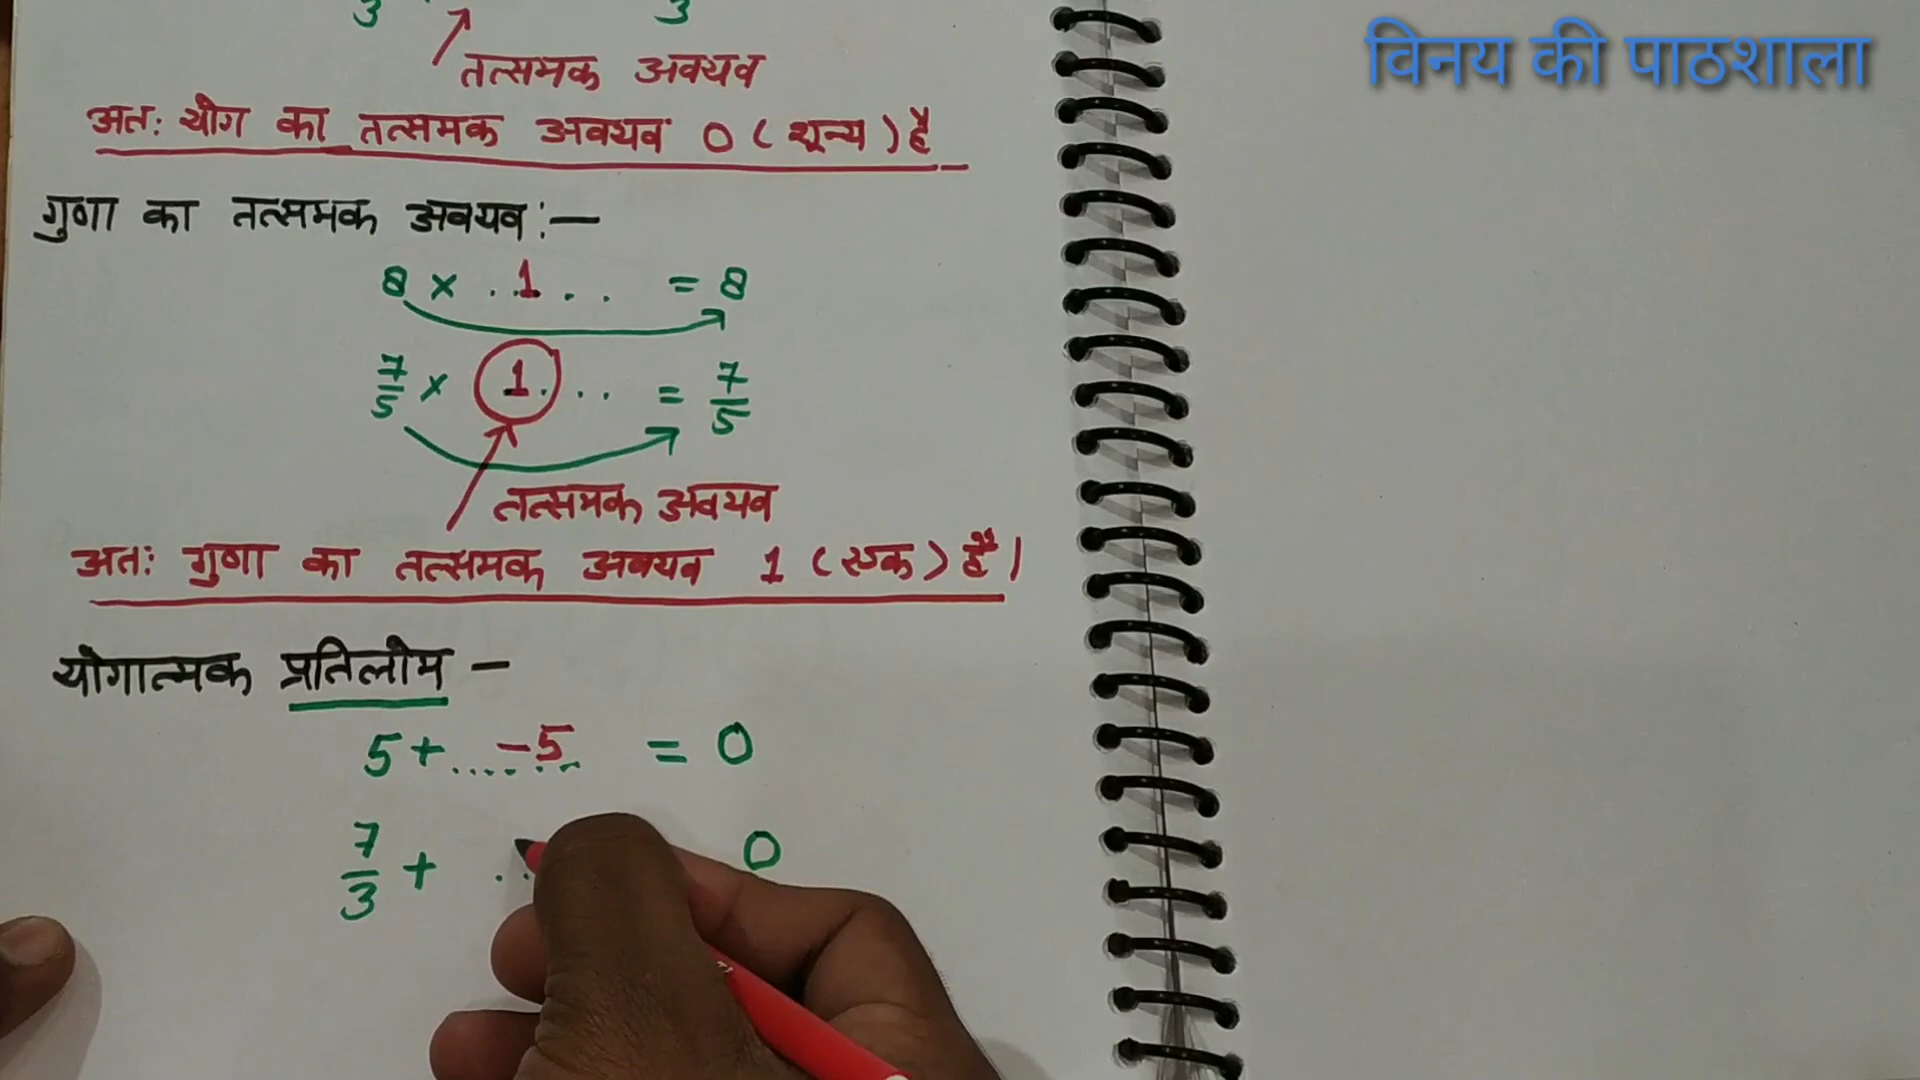 3 3
तत्समक अवयव
अतः योग का तत्समक अवयव 0 (शून्य) है
गुणा का तत्समक अवयव :—
8 × . . 1 . . = 8
7/5 × 1 . . . = 7/5
तत्समक अवयव
अतः गुणा का तत्समक अवयव 1 (एक) है।
योगात्मक प्रतिलोम —
5 + .... -5 .. = 0
7/3 + .. 0
विनय की पाठशाला